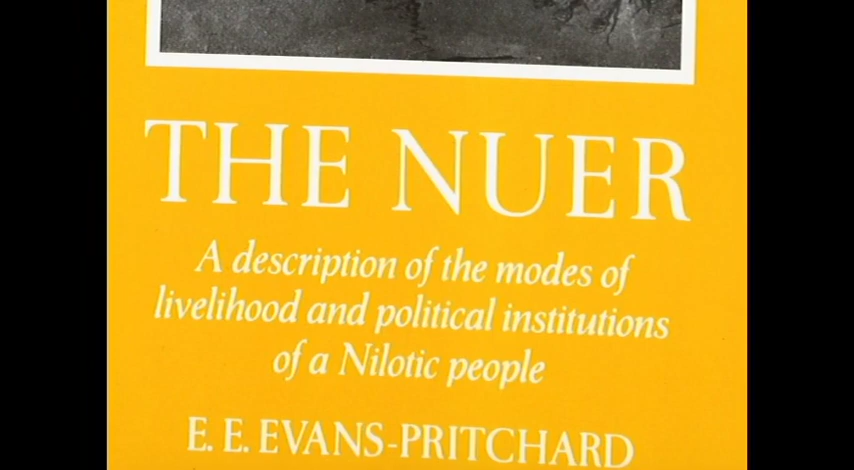 THE NUER
A description of the modes of
livelihood and political institutions
of a Nilotic people
E. E. EVANS-PRITCHARD